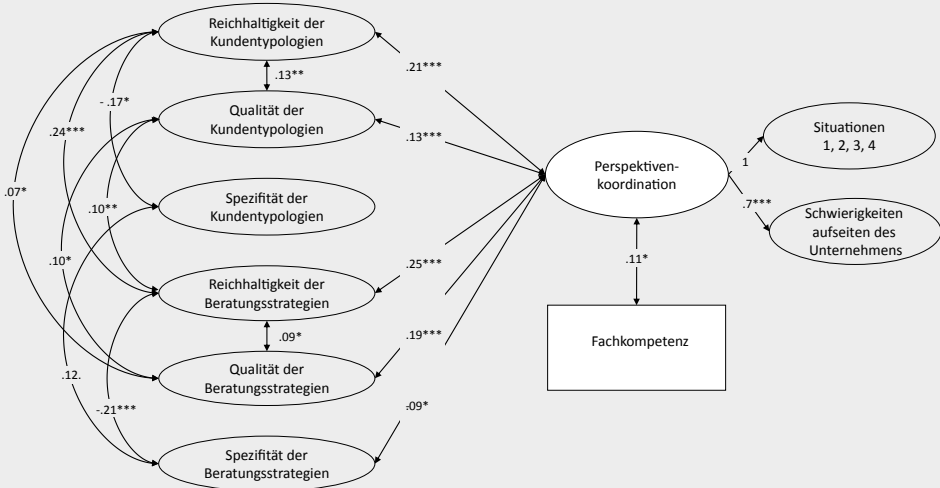 Reichhaltigkeit der
Kundentypologien
.13**
Qualität der
Kundentypologien
Spezifität der
Kundentypologien
Reichhaltigkeit der
Beratungsstrategien
.09*
Qualität der
Beratungsstrategien
Spezifität der
Beratungsstrategien
- .17*
.24***
.07*
.10**
.10*
.12.
-.21***
.21***
.13***
.25***
.19***
.09*
Perspektiven-
koordination
.11*
Fachkompetenz
1
.7***
Situationen
1, 2, 3, 4
Schwierigkeiten
aufseiten des
Unternehmens